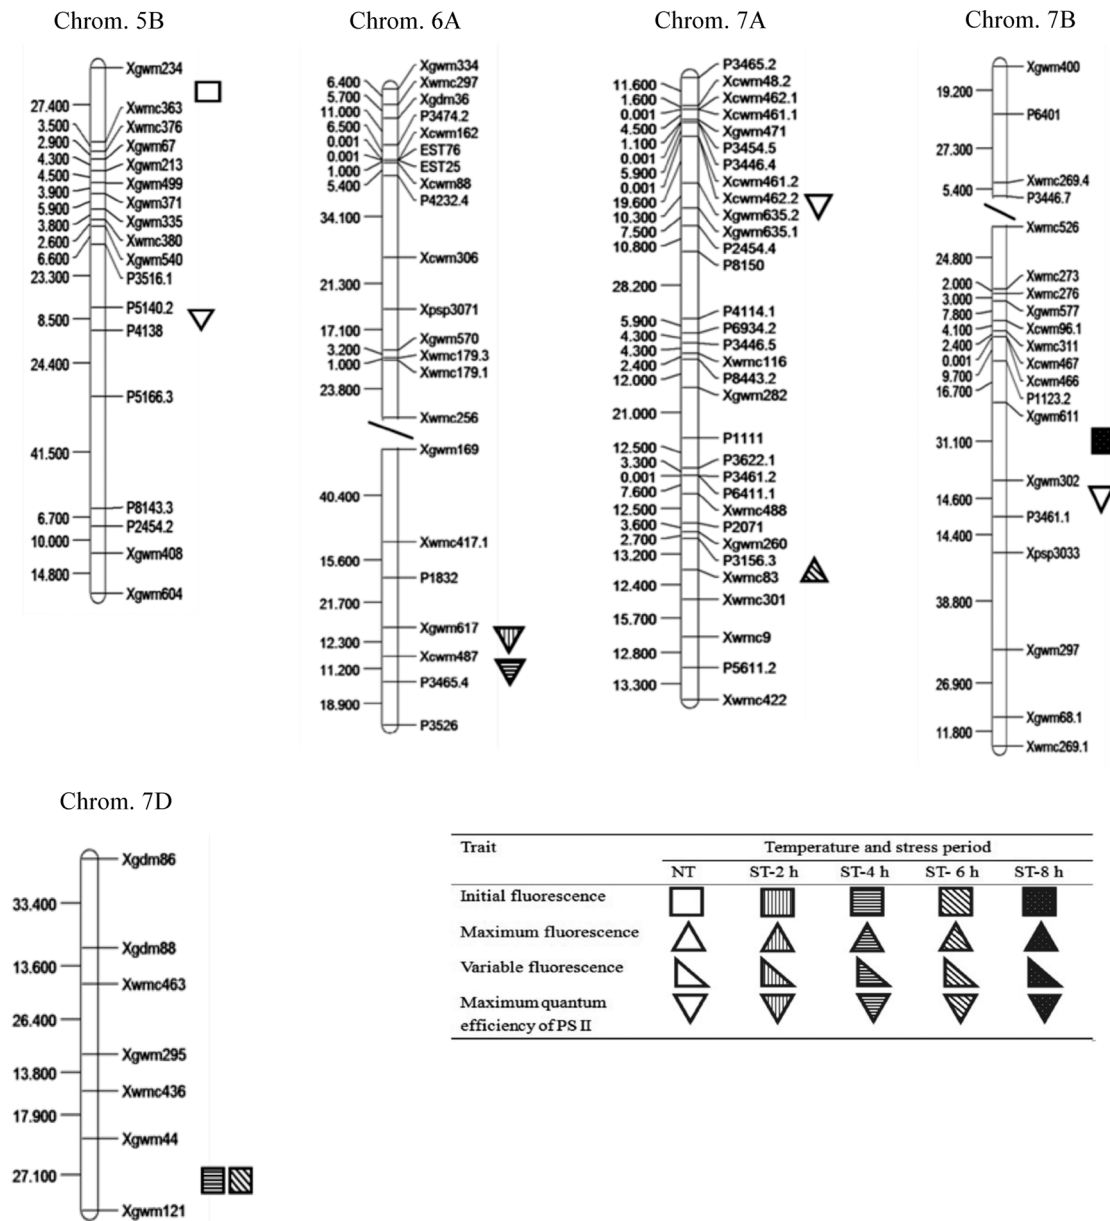 Chrom. 5B
Xgwm234
27.400
Xwmc363
3.500
Xwmc376
2.900
Xgwm67
4.300
Xgwm213
4.500
Xgwm499
3.900
Xgwm371
5.900
Xgwm335
3.800
Xwmc380
2.600
Xgwm540
6.600
P3516.1
23.300
P5140.2
8.500
P4138
24.400
P5166.3
41.500
P8143.3
6.700
P2454.2
10.000
Xgwm408
14.800
Xgwm604
Chrom. 6A
Xgwm334
6.400
Xwmc297
5.700
Xgdm36
11.000
P3474.2
6.500
Xcwm162
0.001
EST76
0.001
EST25
1.000
Xcwm88
5.400
P4232.4
34.100
Xcwm306
21.300
Xpsp3071
17.100
Xgwm570
3.200
Xwmc179.3
1.000
Xwmc179.1
23.800
Xwmc256
Xgwm169
40.400
Xwmc417.1
15.600
P1832
21.700
Xgwm617
12.300
Xcwm487
11.200
P3465.4
18.900
P3526
Chrom. 7A
P3465.2
11.600
Xcwm48.2
1.600
Xcwm462.1
0.001
Xcwm461.1
4.500
Xgwm471
1.100
P3454.5
0.001
P3446.4
5.900
Xcwm461.2
0.001
Xcwm462.2
19.600
Xgwm635.2
10.300
Xgwm635.1
7.500
P2454.4
10.800
P8150
28.200
P4114.1
5.900
P6934.2
4.300
P3446.5
4.300
Xwmc116
2.400
P8443.2
12.000
Xgwm282
21.000
P1111
12.500
P3622.1
3.300
P3461.2
0.001
P6411.1
7.600
Xwmc488
12.500
P2071
3.600
Xgwm260
2.700
P3156.3
13.200
Xwmc83
12.400
Xwmc301
15.700
Xwmc9
12.800
P5611.2
13.300
Xwmc422
Chrom. 7B
Xgwm400
19.200
P6401
27.300
Xwmc269.4
5.400
P3446.7
Xwmc526
24.800
Xwmc273
2.000
Xwmc276
3.000
Xgwm577
7.800
Xcwm96.1
4.100
Xwmc311
2.400
Xcwm467
0.001
Xcwm466
9.700
P1123.2
16.700
Xgwm611
31.100
Xgwm302
14.600
P3461.1
14.400
Xpsp3033
38.800
Xgwm297
26.900
Xgwm68.1
11.800
Xwmc269.1
Chrom. 7D
Xgdm86
33.400
Xgdm88
13.600
Xwmc463
26.400
Xgwm295
13.800
Xwmc436
17.900
Xgwm44
27.100
Xgwm121
Trait Temperature and stress period
NT ST-2 h ST-4 h ST- 6 h ST-8 h
Initial fluorescence
Maximum fluorescence
Variable fluorescence
Maximum quantum
efficiency of PS II